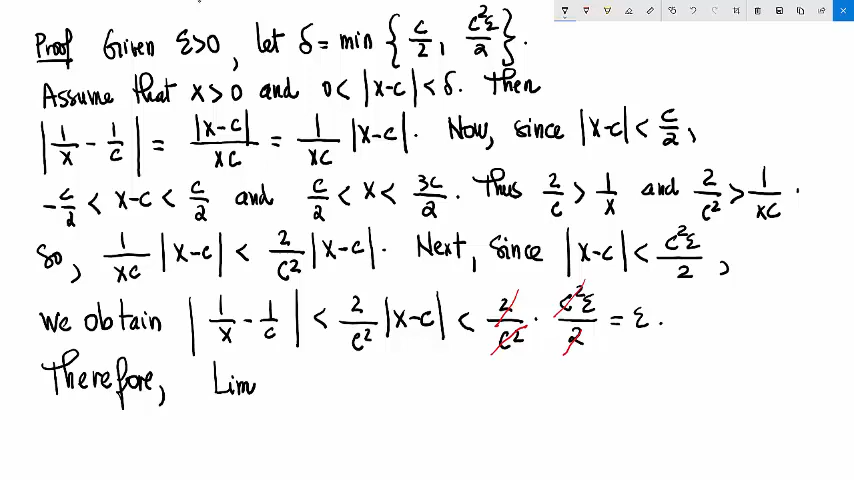 Proof Given ε>0, let δ = min { c/2, c²ε/2 }.
Assume that x>0 and 0< |x-c| < δ. Then
|1/x - 1/c| = |x-c|/xc = 1/xc |x-c|. Now, since |x-c| < c/2,
-c/2 < x-c < c/2 and c/2 < x < 3c/2. Thus 2/c > 1/x and 2/c² > 1/xc.
So, 1/xc |x-c| < 2/c² |x-c|. Next, since |x-c| < c²ε/2,
we obtain |1/x - 1/c| < 2/c² |x-c| < 2/c² · c²ε/2 = ε.
Therefore, Lim